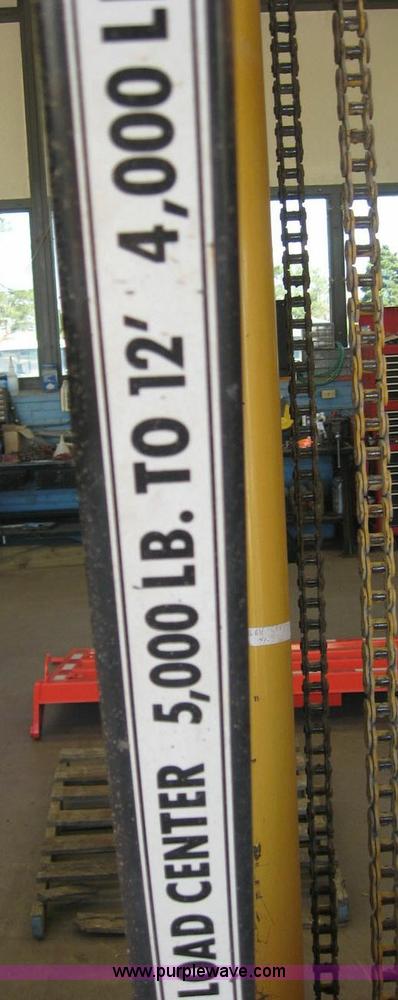 LOAD CENTER 5,000 LB. TO 12' 4,000 L
www.purplewave.com